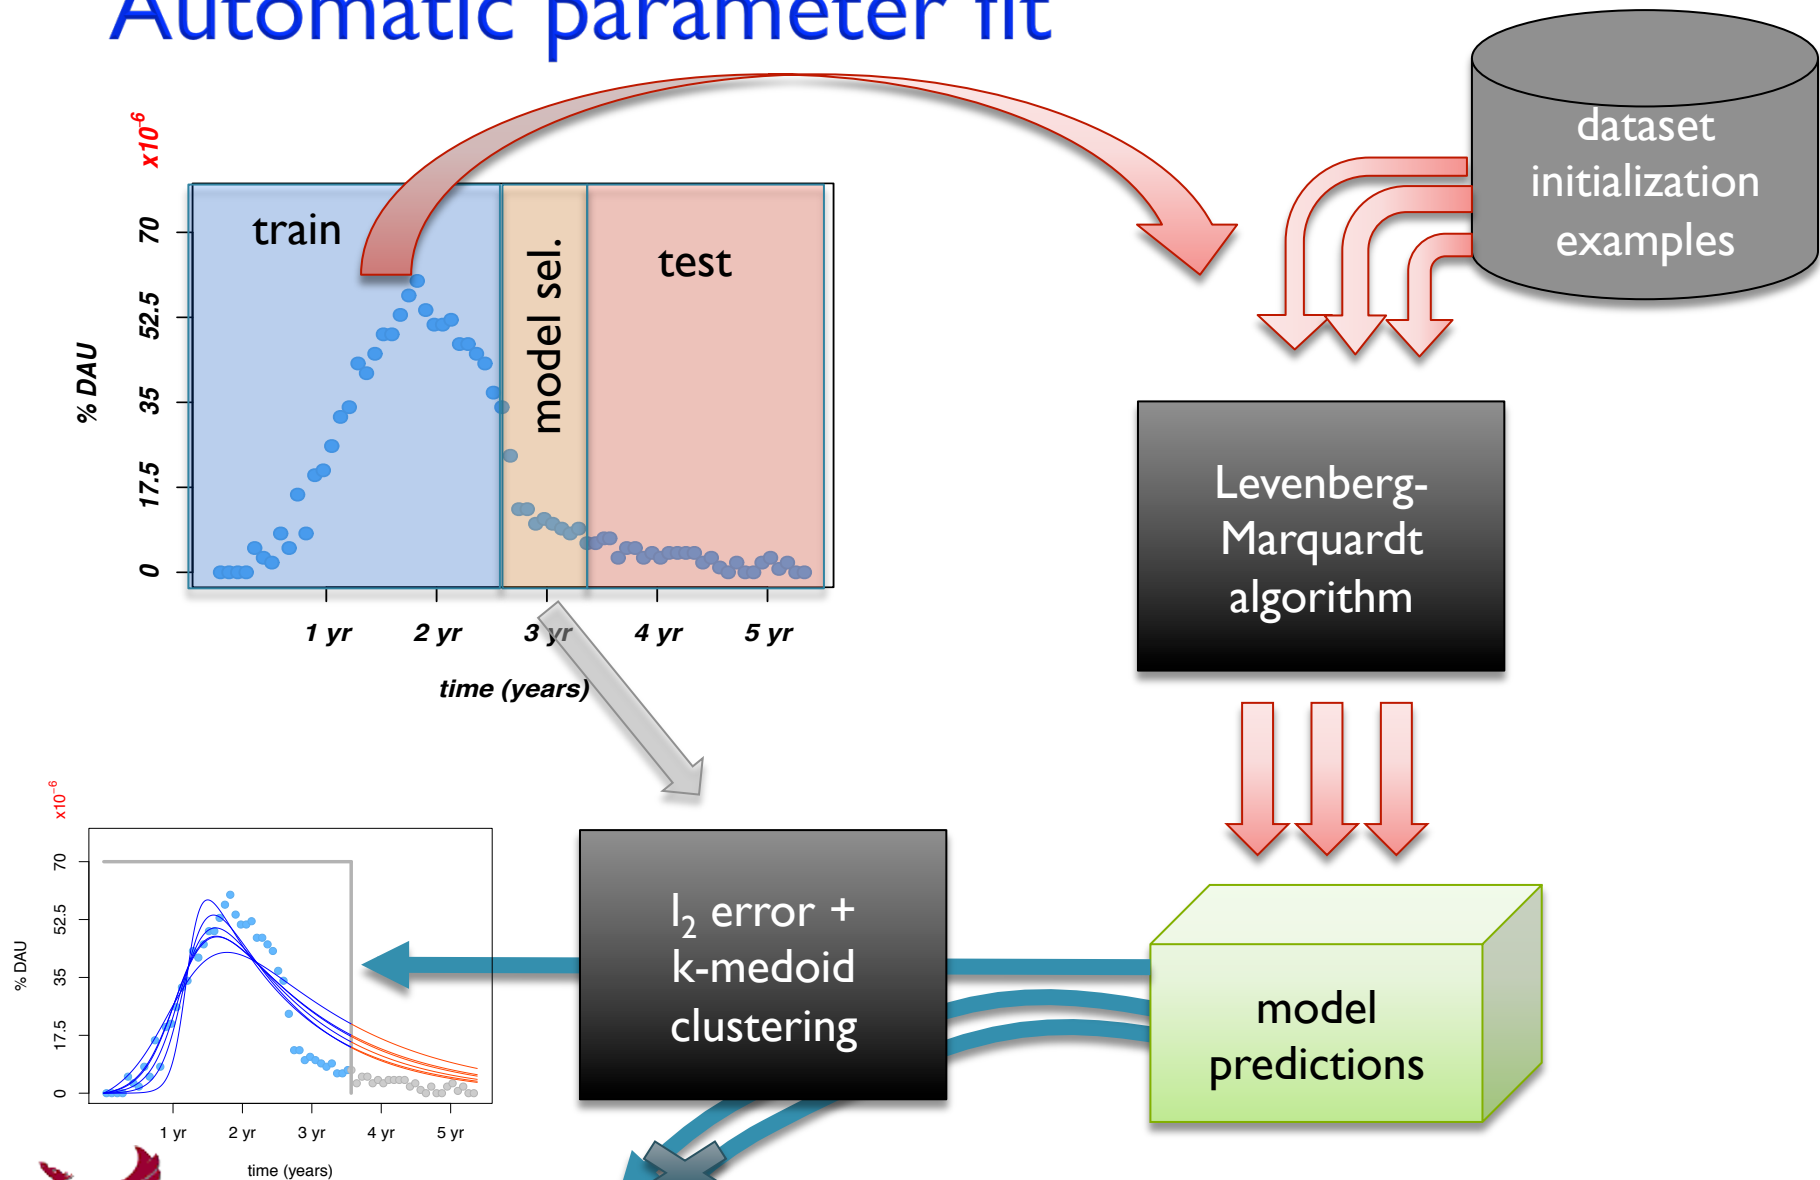 Automatic parameter fit
x10-6
train
model sel.
test
% DAU
70
52.5
35
17.5
0
1 yr
2 yr
3 yr
4 yr
5 yr
time (years)
dataset
initialization
examples
Levenberg-
Marquardt
algorithm
model
predictions
l2 error +
k-medoid
clustering
x10−6
% DAU
70
52.5
35
17.5
0
1 yr
2 yr
3 yr
4 yr
5 yr
time (years)